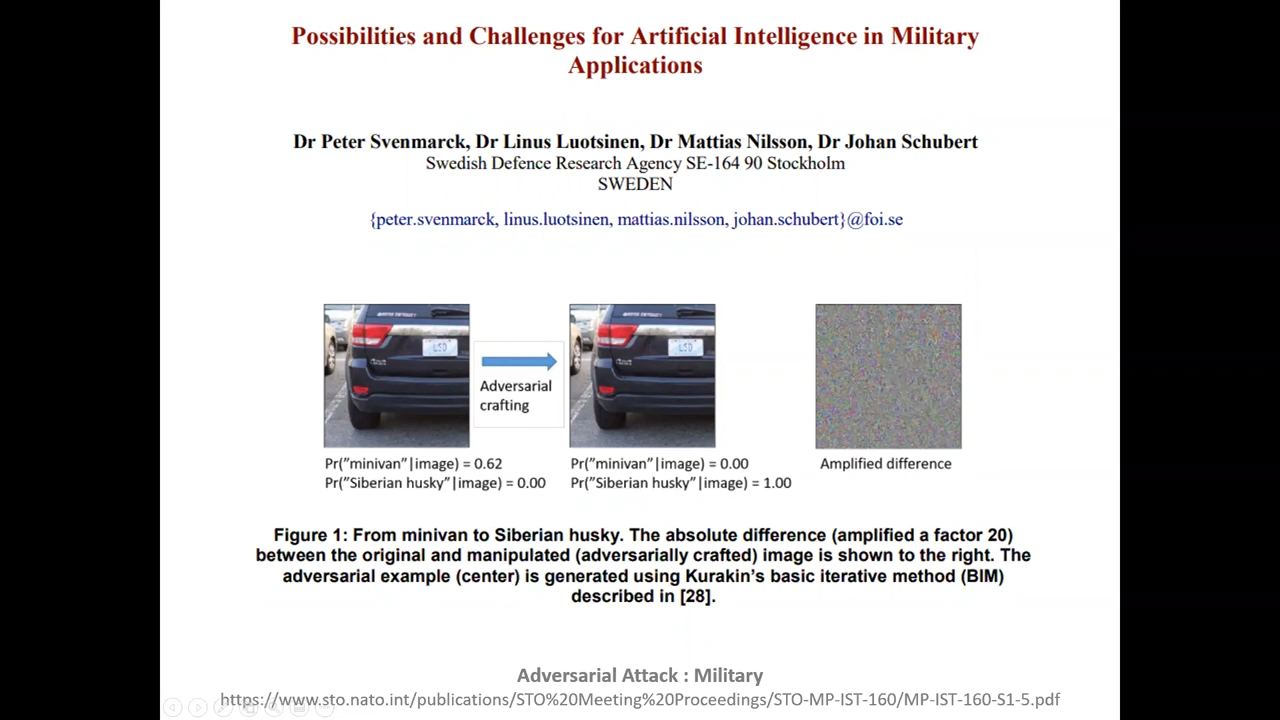 Possibilities and Challenges for Artificial Intelligence in Military
Applications
Dr Peter Svenmarck, Dr Linus Luotsinen, Dr Mattias Nilsson, Dr Johan Schubert
Swedish Defence Research Agency SE-164 90 Stockholm
SWEDEN
{peter.svenmarck, linus.luotsinen, mattias.nilsson, johan.schubert}@foi.se
LSD
LSD
Adversarial
crafting
Pr(”minivan”|image) = 0.62
Pr(”Siberian husky”|image) = 0.00
Pr(”minivan”|image) = 0.00
Pr(”Siberian husky”|image) = 1.00
Amplified difference
Figure 1: From minivan to Siberian husky. The absolute difference (amplified a factor 20)
between the original and manipulated (adversarially crafted) image is shown to the right. The
adversarial example (center) is generated using Kurakin’s basic iterative method (BIM)
described in [28].
Adversarial Attack : Military
https://www.sto.nato.int/publications/STO%20Meeting%20Proceedings/STO-MP-IST-160/MP-IST-160-S1-5.pdf